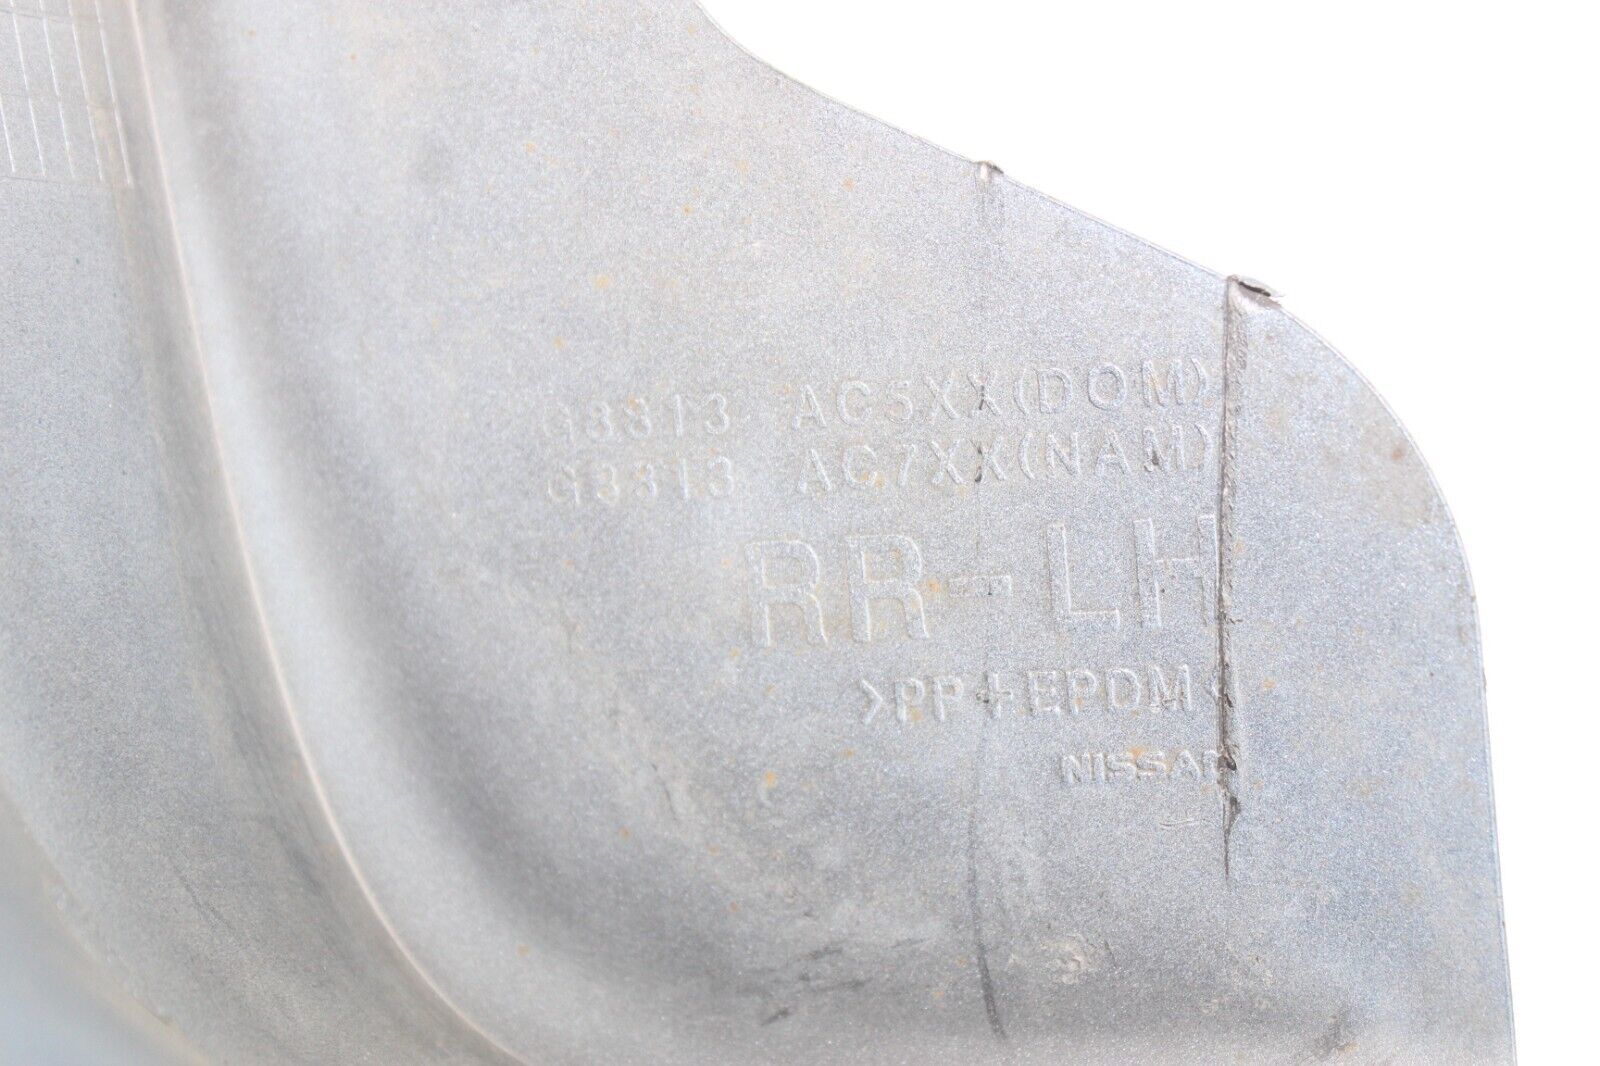 G8813 AC5XX(DOM)
G8813 AC7XX(NAM)
RR-LH
>PP+EPDM<
NISSAN